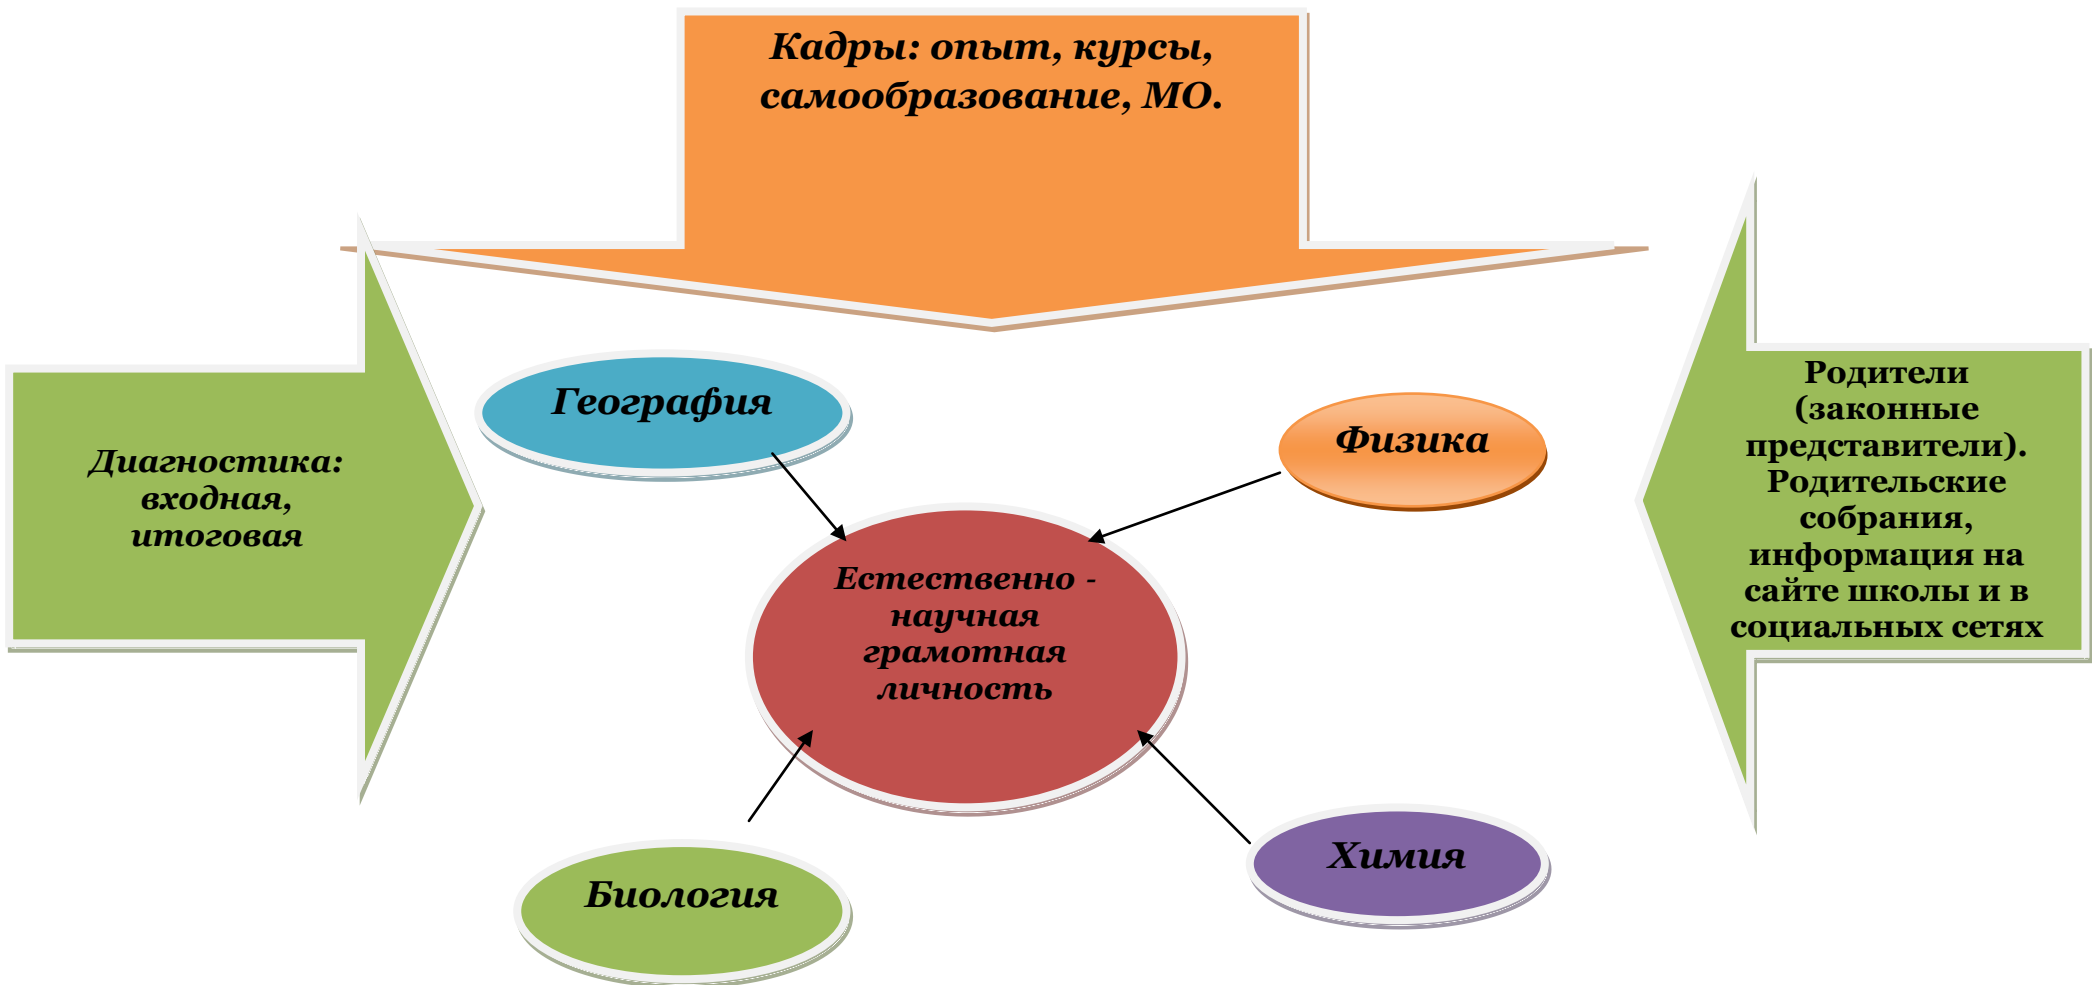 Кадры: опыт, курсы,
самообразование, МО.
География
Физика
Диагностика:
входная,
итоговая
Родители
(законные
представители).
Родительские
собрания,
информация на
сайте школы и в
социальных сетях
Естественно -
научная
грамотная
личность
Биология
Химия